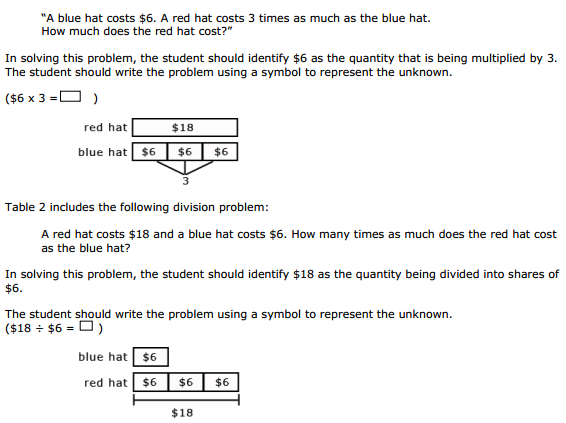 "A blue hat costs $6. A red hat costs 3 times as much as the blue hat.
How much does the red hat cost?"
In solving this problem, the student should identify $6 as the quantity that is being multiplied by 3.
The student should write the problem using a symbol to represent the unknown.
($6 x 3 = □ )
red hat $18
blue hat $6 $6 $6
3
Table 2 includes the following division problem:
A red hat costs $18 and a blue hat costs $6. How many times as much does the red hat cost
as the blue hat?
In solving this problem, the student should identify $18 as the quantity being divided into shares of
$6.
The student should write the problem using a symbol to represent the unknown.
($18 ÷ $6 = □ )
blue hat $6
red hat $6 $6 $6
$18